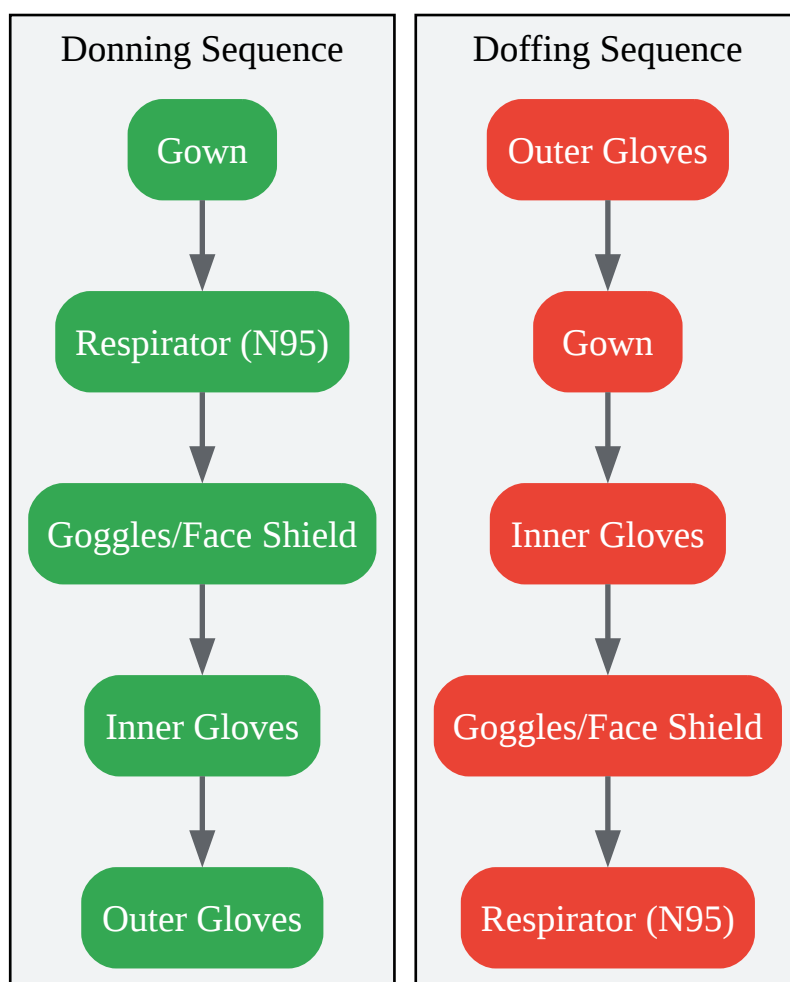 Donning Sequence
Gown
Respirator (N95)
Goggles/Face Shield
Inner Gloves
Outer Gloves
Doffing Sequence
Outer Gloves
Gown
Inner Gloves
Goggles/Face Shield
Respirator (N95)